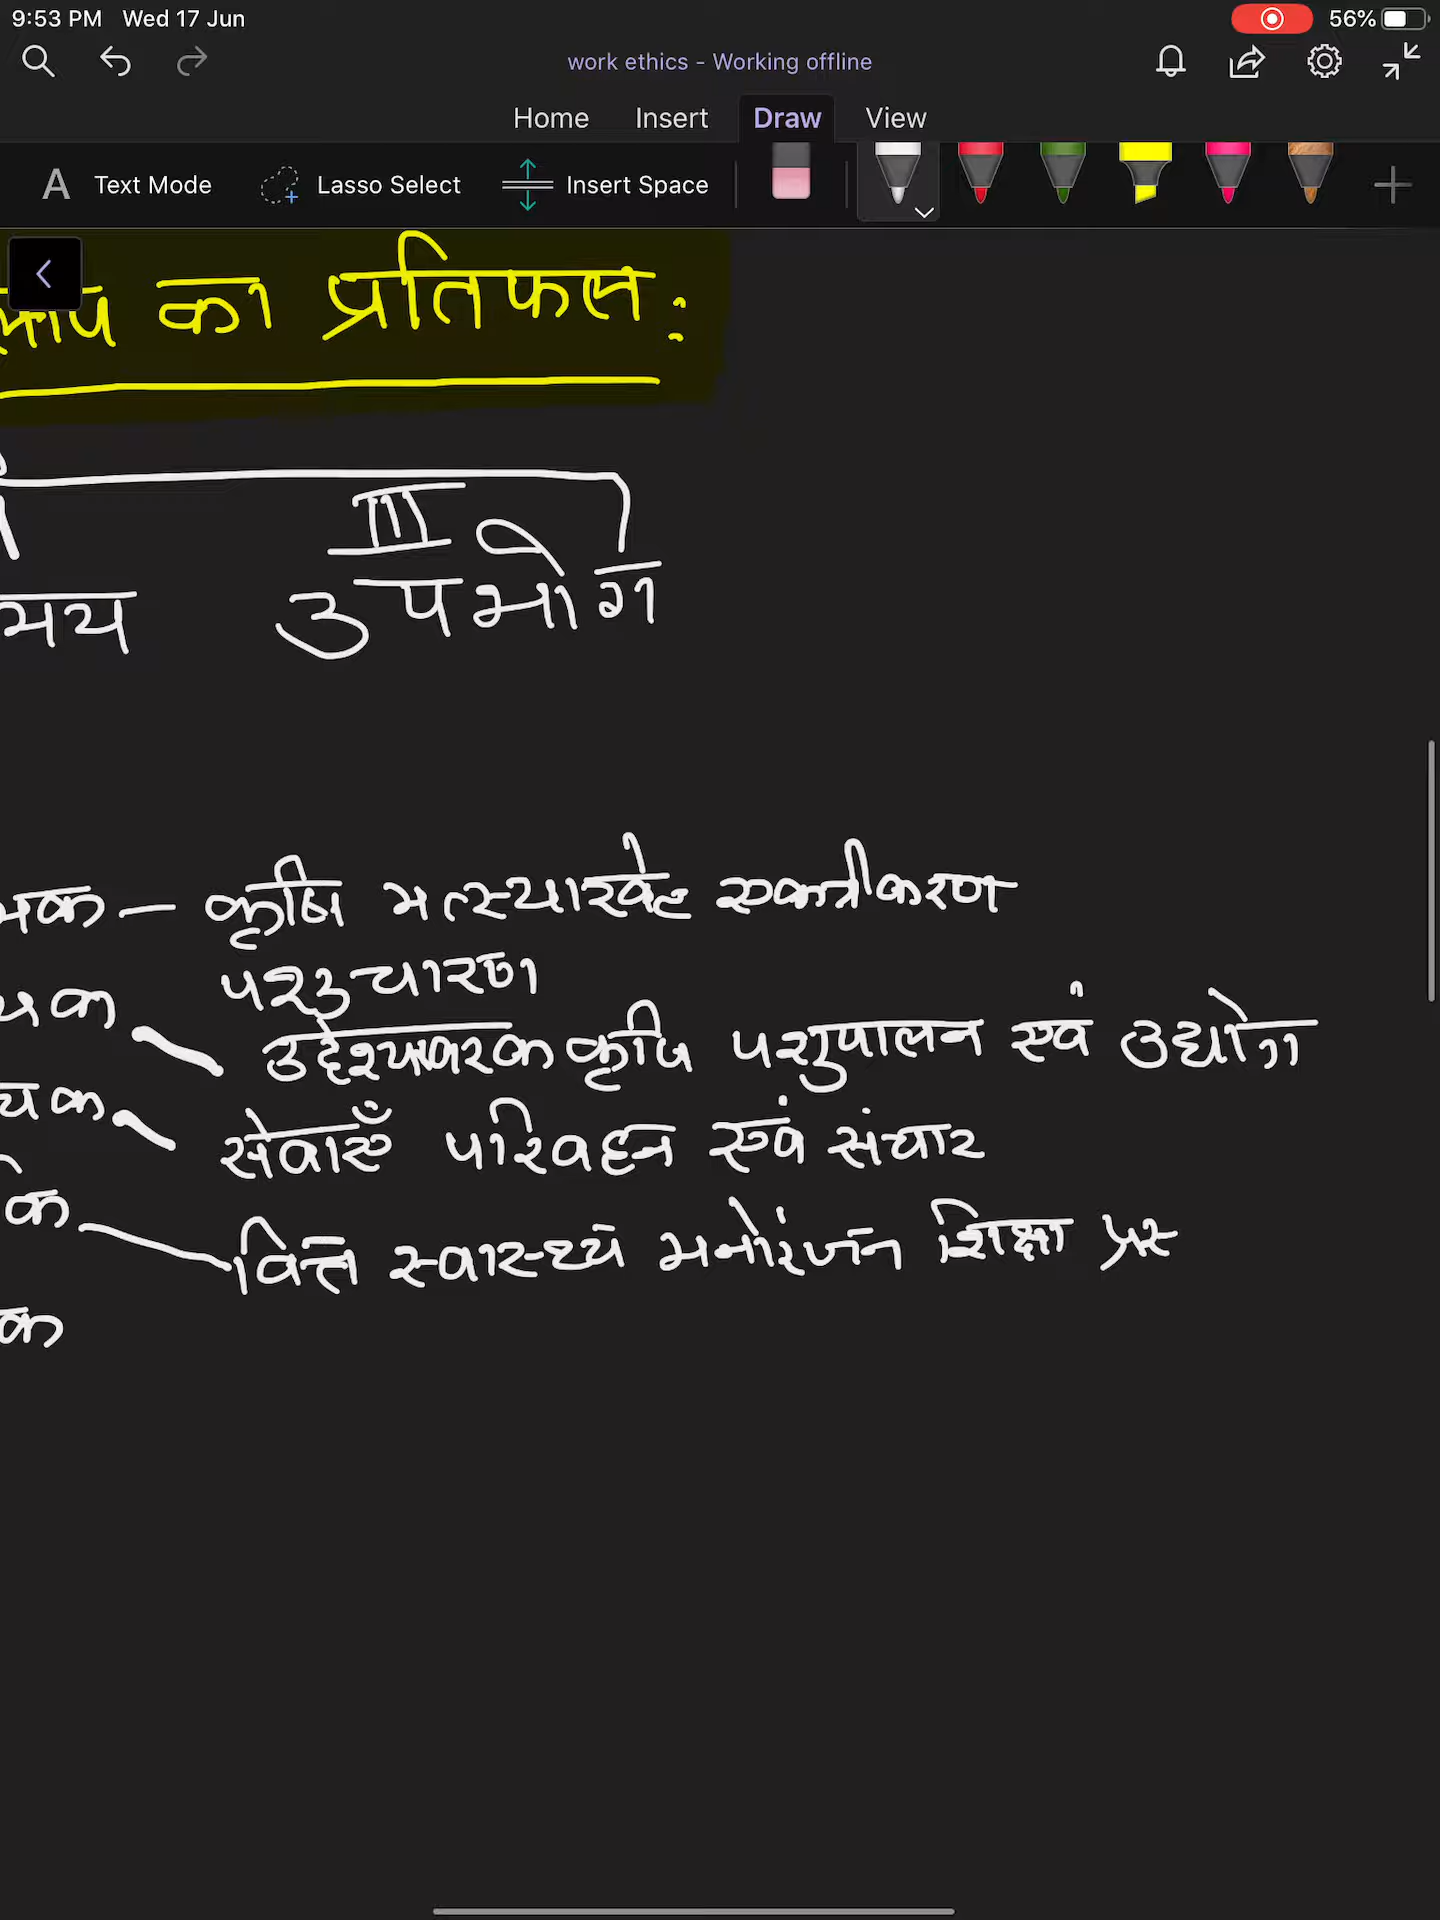 9:53 PM Wed 17 Jun 56%
work ethics - Working offline
Home Insert Draw View
A Text Mode Lasso Select Insert Space
का प्रतिफल:
III
उपभोग
कृषि मत्स्याखेट एकत्रीकरण
पशुचारण
उद्देश्यपरक कृषि पशुपालन एवं उद्योग
सेवाएँ परिवहन एवं संचार
वित्त स्वास्थ्य मनोरंजन शिक्षा